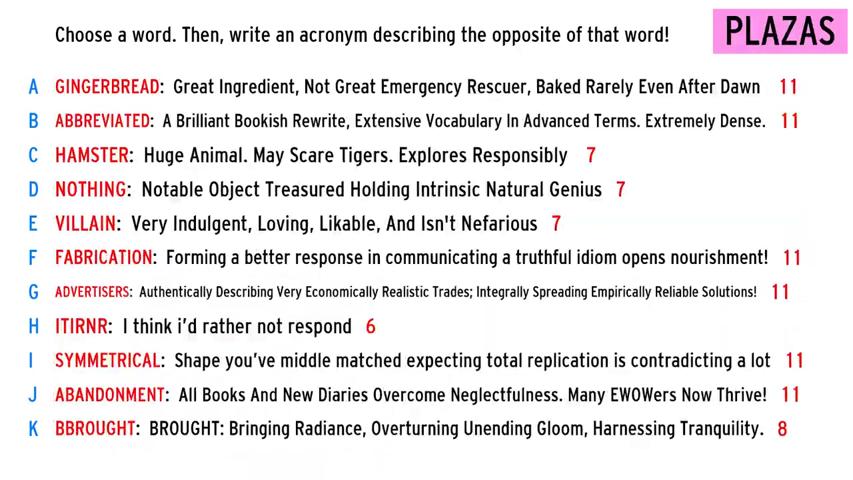 Choose a word. Then, write an acronym describing the opposite of that word!
PLAZAS
A GINGERBREAD: Great Ingredient, Not Great Emergency Rescuer, Baked Rarely Even After Dawn 11
B ABBREVIATED: A Brilliant Bookish Rewrite, Extensive Vocabulary In Advanced Terms. Extremely Dense. 11
C HAMSTER: Huge Animal. May Scare Tigers. Explores Responsibly 7
D NOTHING: Notable Object Treasured Holding Intrinsic Natural Genius 7
E VILLAIN: Very Indulgent, Loving, Likable, And Isn't Nefarious 7
F FABRICATION: Forming a better response in communicating a truthful idiom opens nourishment! 11
G ADVERTISERS: Authentically Describing Very Economically Realistic Trades; Integrally Spreading Empirically Reliable Solutions! 11
H ITIRNR: I think i'd rather not respond 6
I SYMMETRICAL: Shape you've middle matched expecting total replication is contradicting a lot 11
J ABANDONMENT: All Books And New Diaries Overcome Neglectfulness. Many EWOWers Now Thrive! 11
K BBROUGHT: BROUGHT: Bringing Radiance, Overturning Unending Gloom, Harnessing Tranquility. 8